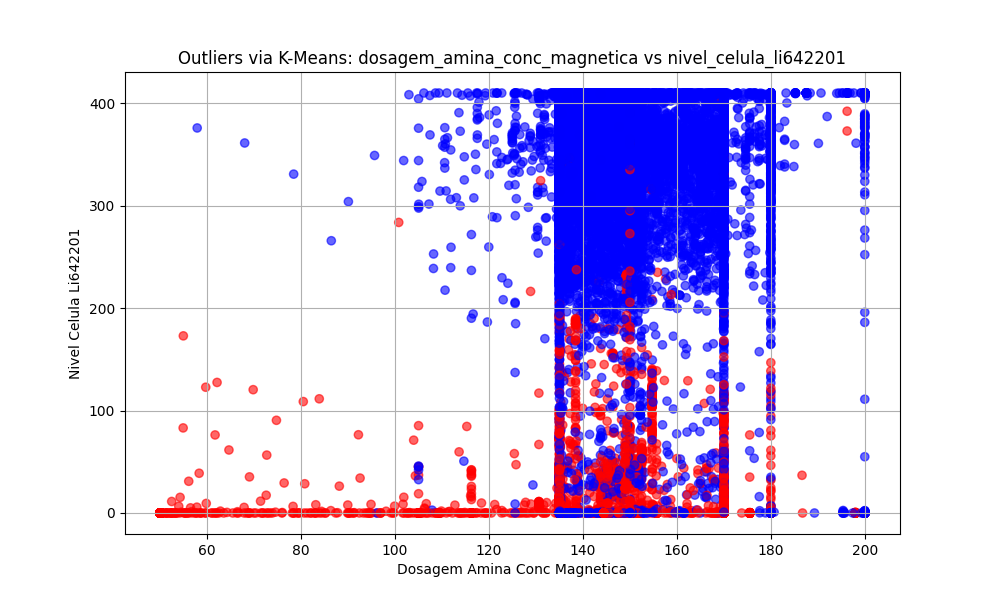 Outliers via K-Means: dosagem_amina_conc_magnetica vs nivel_celula_li642201
400
300
200
100
0
Nivel Celula Li642201
60 80 100 120 140 160 180 200
Dosagem Amina Conc Magnetica